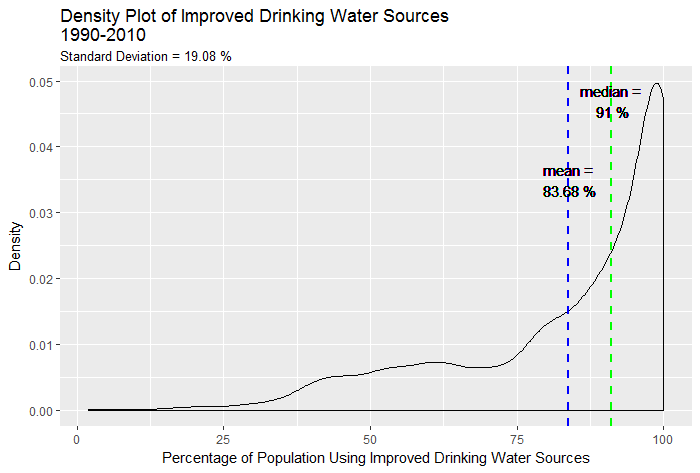 Density Plot of Improved Drinking Water Sources
1990-2010
Standard Deviation = 19.08 %
0.05
0.04
0.03
0.02
0.01
0.00
Density
median =
91 %
mean =
83.68 %
0
25
50
75
100
Percentage of Population Using Improved Drinking Water Sources